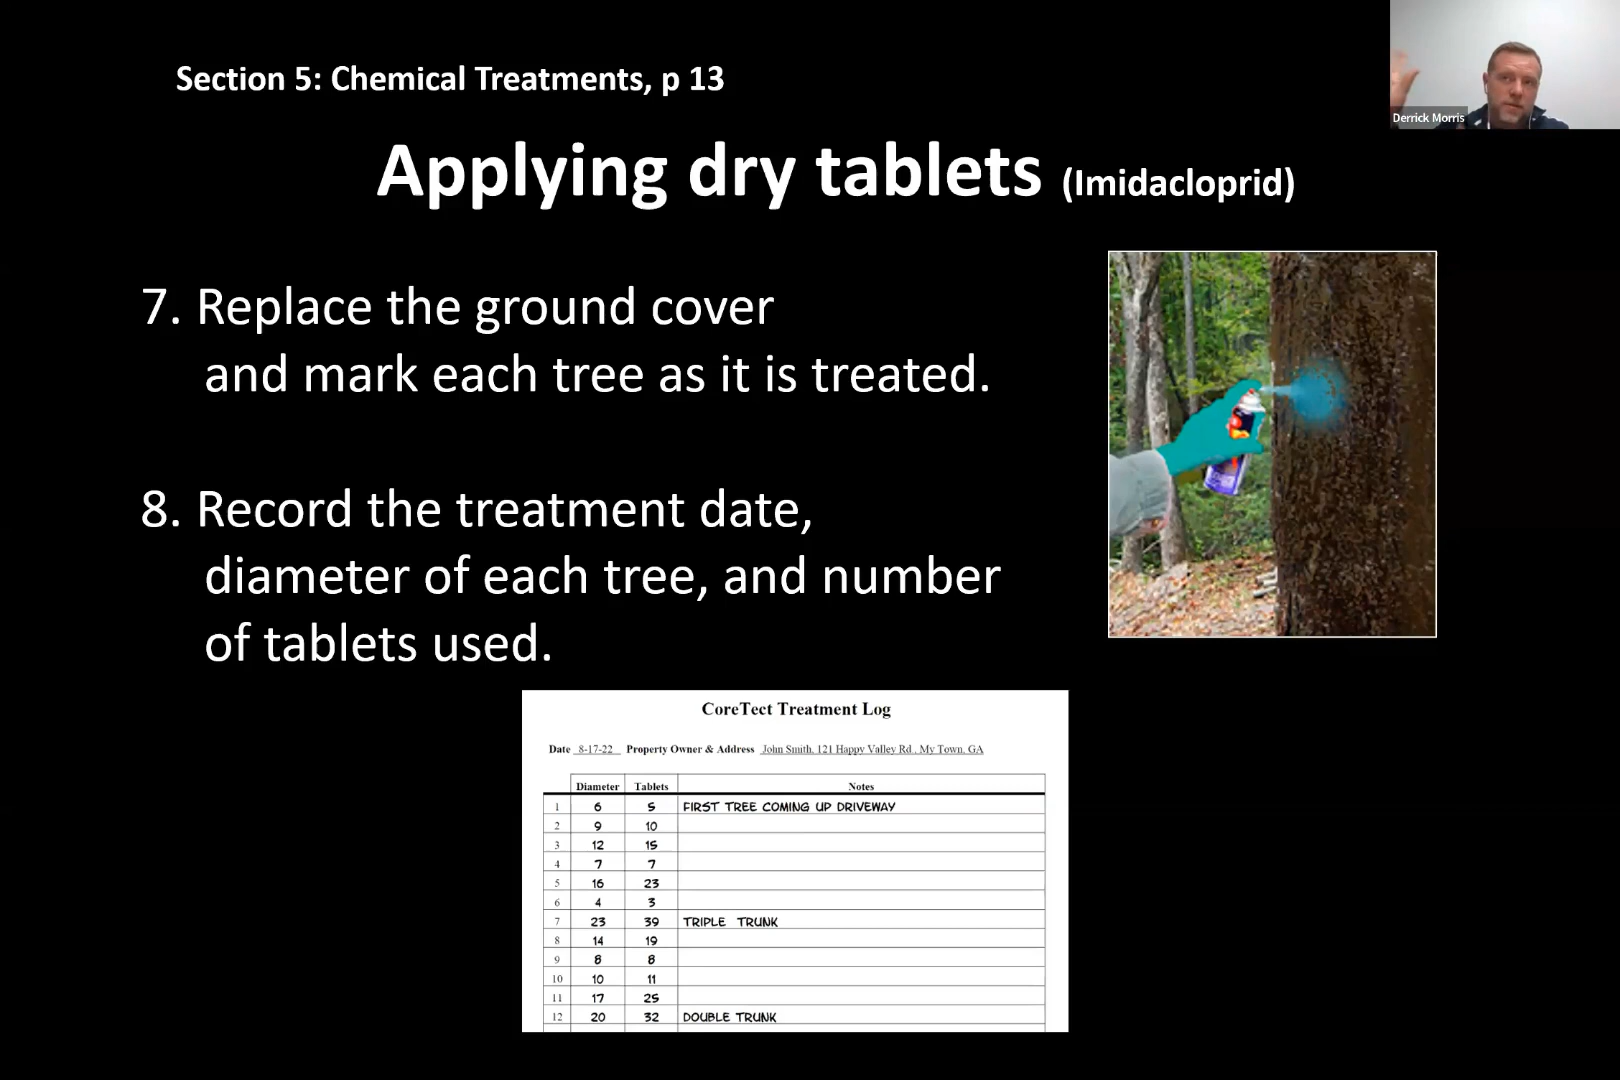 Section 5: Chemical Treatments, p 13
Derrick Morris
Applying dry tablets (Imidacloprid)
7. Replace the ground cover
and mark each tree as it is treated.
8. Record the treatment date,
diameter of each tree, and number
of tablets used.
CoreTect Treatment Log
Date 8-17-22 Property Owner & Address John Smith, 121 Happy Valley Rd., My Town, GA
Diameter Tablets Notes
1 6 5 FIRST TREE COMING UP DRIVEWAY
2 9 10
3 12 15
4 7 7
5 16 23
6 4 3
7 23 39 TRIPLE TRUNK
8 14 19
9 8 8
10 10 11
11 17 25
12 20 32 DOUBLE TRUNK